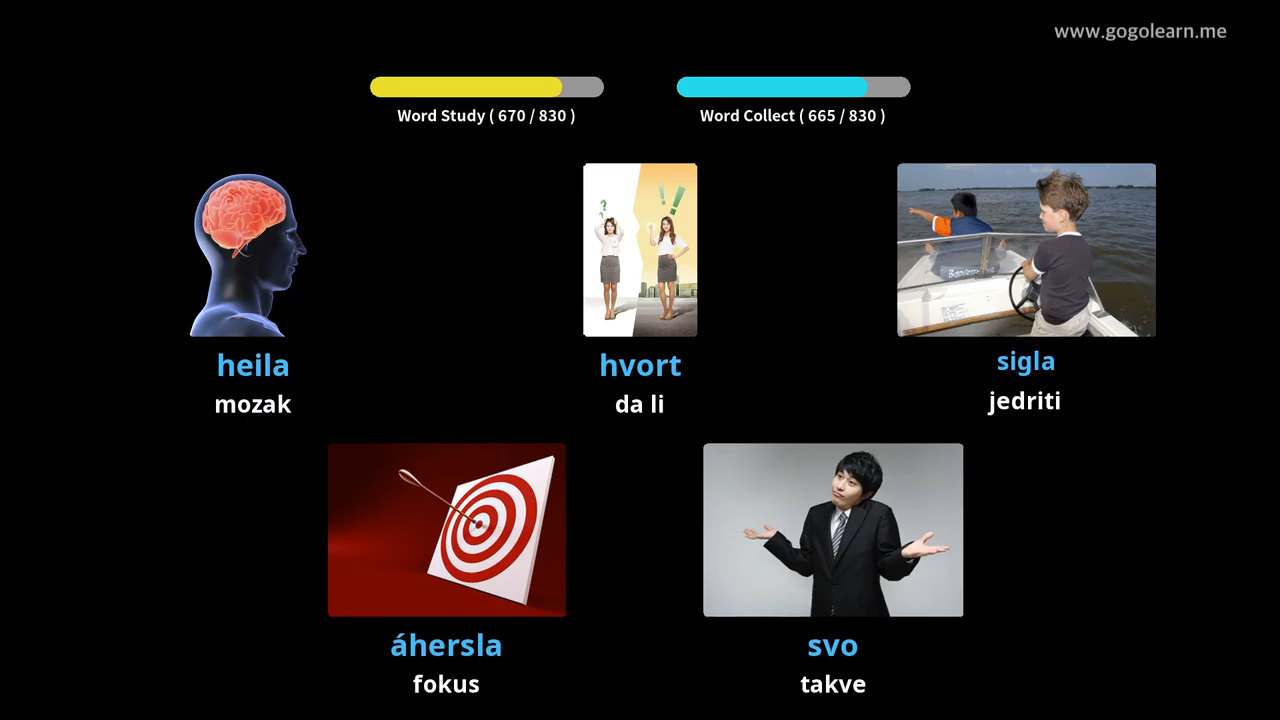 www.gogolearn.me
Word Study ( 670 / 830 )
Word Collect ( 665 / 830 )
heila
mozak
hvort
da li
sigla
jedriti
áhersla
fokus
svo
takve